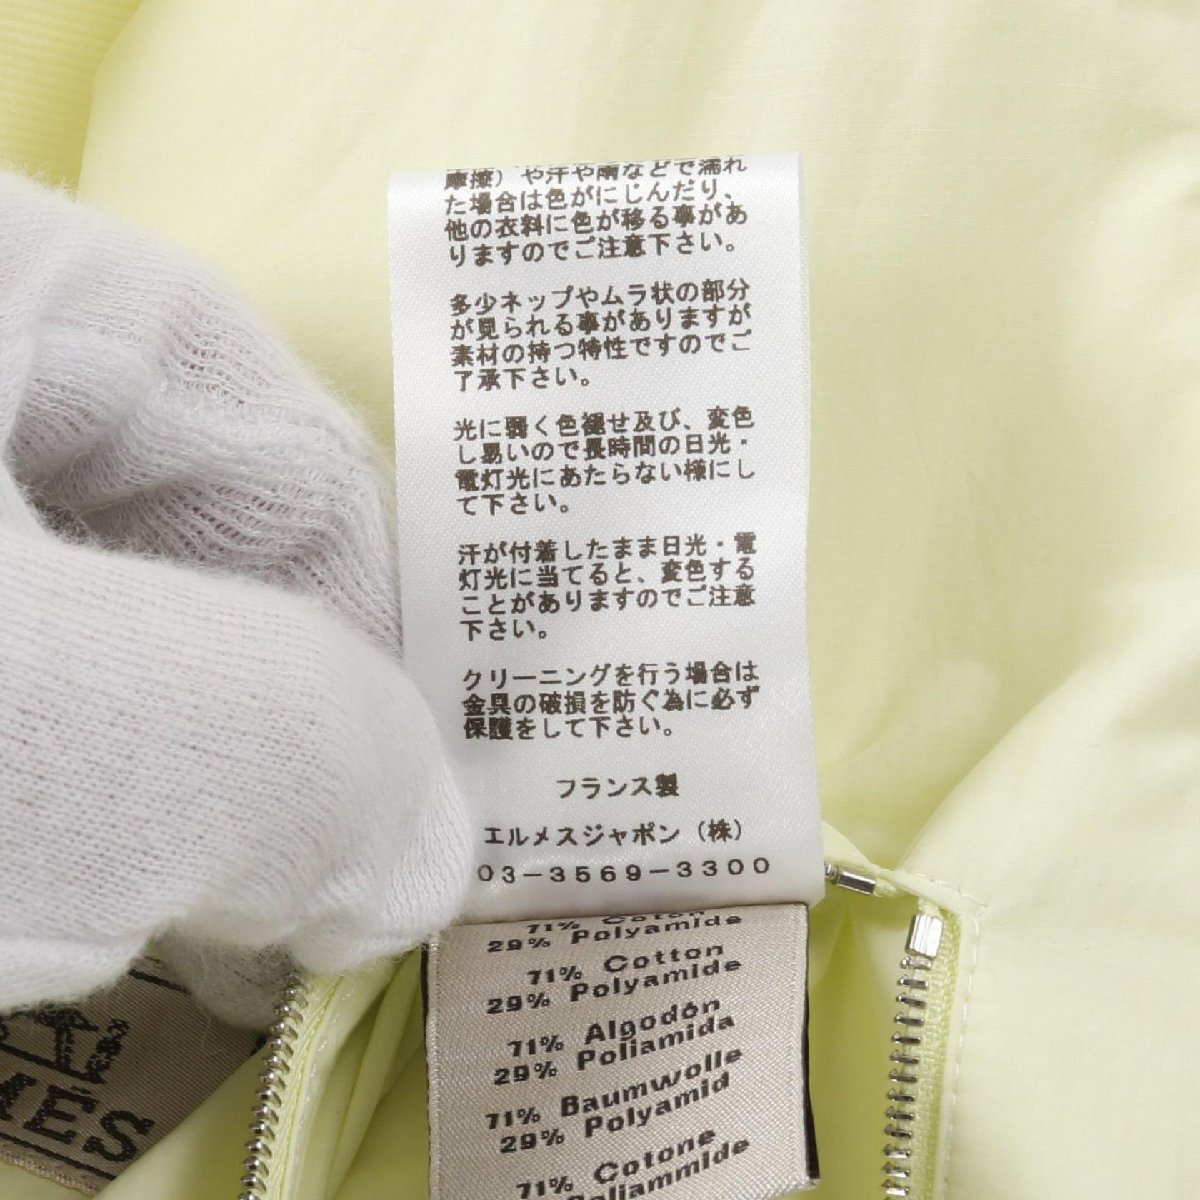 摩擦）や汗や雨などで濡れ
た場合は色がにじんだり、
他の衣料に色が移る事があ
りますのでご注意下さい。
多少ネップやムラ状の部分
が見られる事がありますが
素材の持つ特性ですのでご
了承下さい。
光に弱く色褪せ及び、変色
し易いので長時間の日光・
電灯光にあたらない様にし
て下さい。
汗が付着したまま日光・電
灯光に当てると、変色する
ことがありますのでご注意
下さい。
クリーニングを行う場合は
金具の破損を防ぐ為に必ず
保護をして下さい。
フランス製
エルメスジャポン（株）
03-3569-3300
71% Coton
29% Polyamide
71% Cotton
29% Polyamide
71% Algodón
29% Poliamida
71% Baumwolle
29% Polyamid
71% Cotone
Poliammide
MES